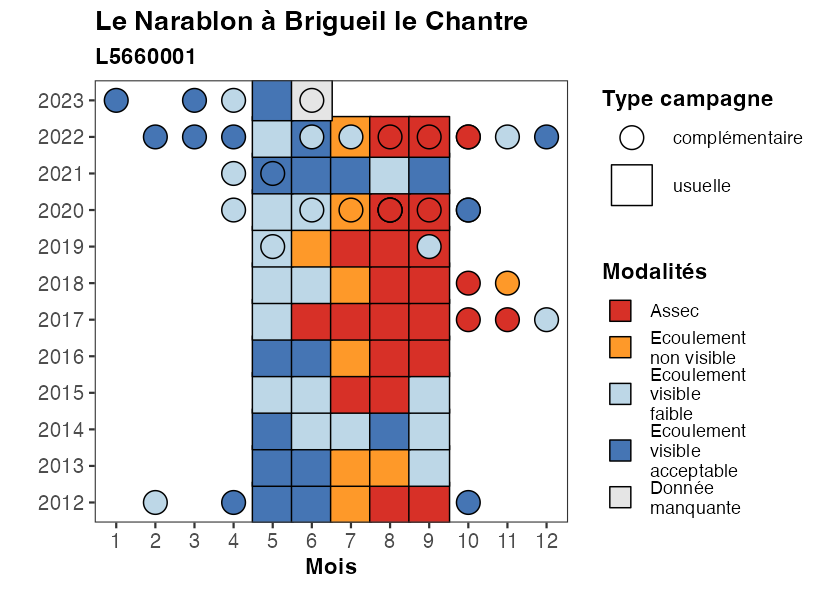 Le Narablon à Brigueil le Chantre
L5660001
2023
2022
2021
2020
2019
2018
2017
2016
2015
2014
2013
2012
1 2 3 4 5 6 7 8 9 10 11 12
Mois
Type campagne
complémentaire
usuelle
Modalités
Assec
Ecoulement
non visible
Ecoulement
visible
faible
Ecoulement
visible
acceptable
Donnée
manquante